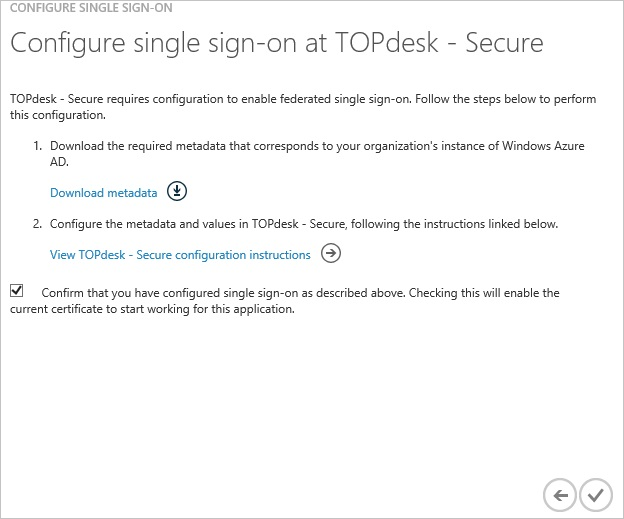 CONFIGURE SINGLE SIGN-ON
Configure single sign-on at TOPdesk - Secure
TOPdesk - Secure requires configuration to enable federated single sign-on. Follow the steps below to perform
this configuration.
1. Download the required metadata that corresponds to your organization's instance of Windows Azure
AD.
Download metadata
2. Configure the metadata and values in TOPdesk - Secure, following the instructions linked below.
View TOPdesk - Secure configuration instructions
Confirm that you have configured single sign-on as described above. Checking this will enable the
current certificate to start working for this application.